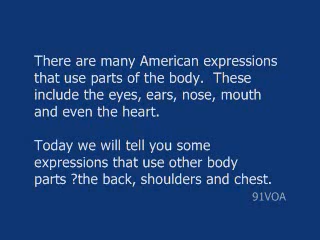 There are many American expressions
that use parts of the body.  These
include the eyes, ears, nose, mouth
and even the heart.
Today we will tell you some
expressions that use other body
parts ?the back, shoulders and chest.
91VOA